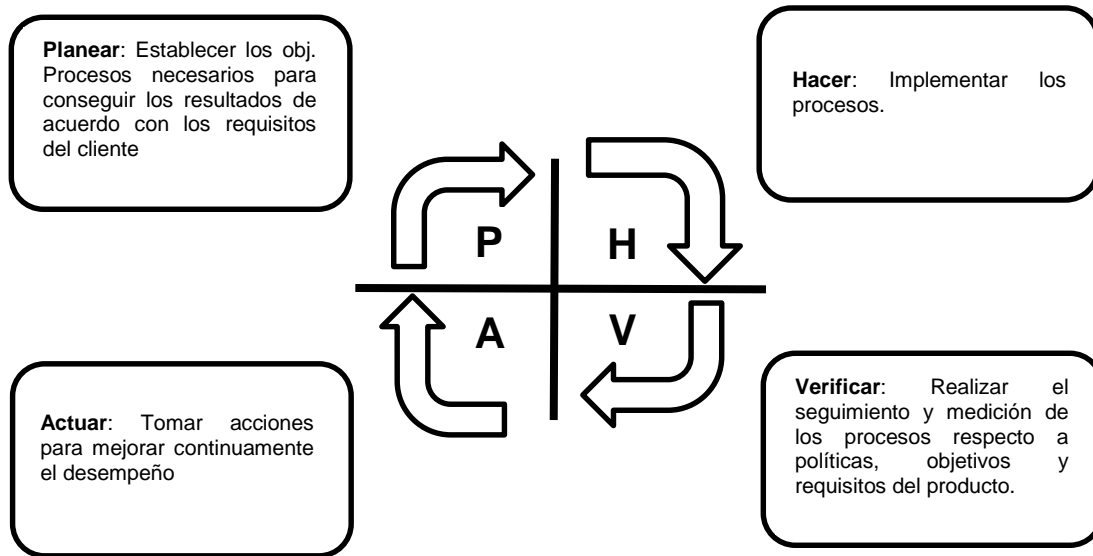 Planear: Establecer los obj.
Procesos necesarios para
conseguir los resultados de
acuerdo con los requisitos
del cliente
Hacer: Implementar los
procesos.
P
H
A
V
Actuar: Tomar acciones
para mejorar continuamente
el desempeño
Verificar: Realizar el
seguimiento y medición de
los procesos respecto a
políticas, objetivos y
requisitos del producto.